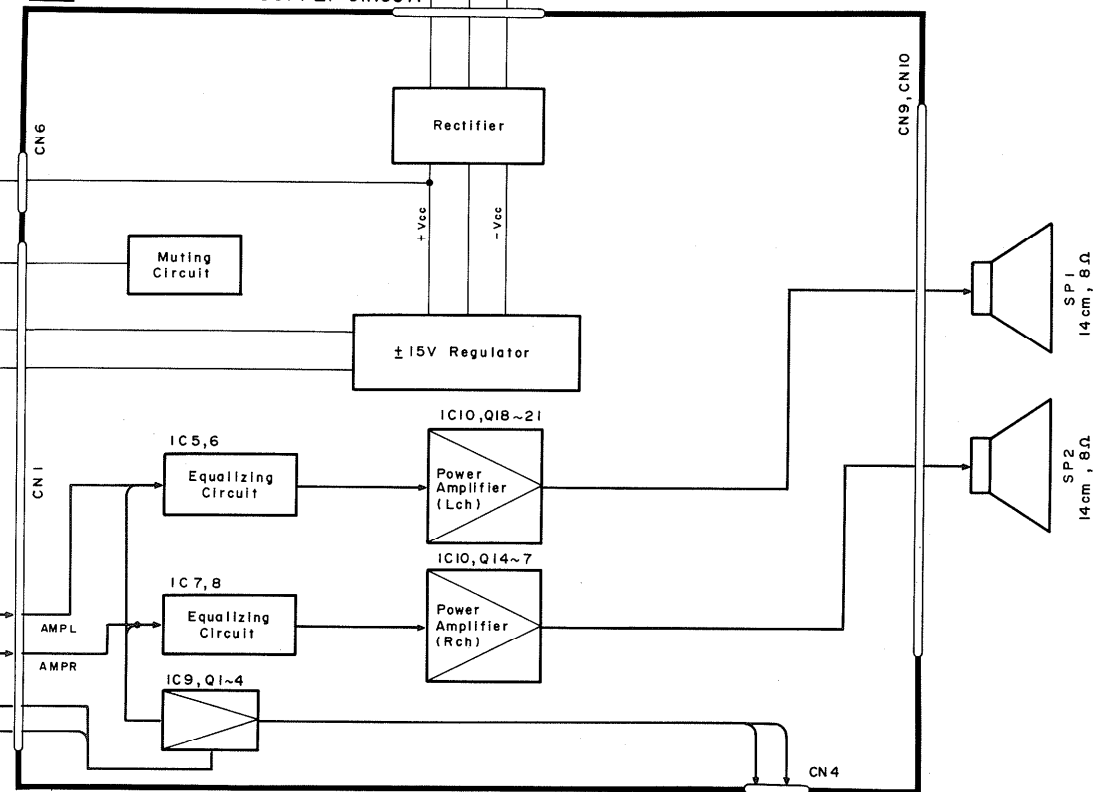 CN6
CN9, CN10
Rectifier
+Vcc
-Vcc
Muting
Circuit
SP1
14cm, 8Ω
± 15V Regulator
IC10, Q18~21
IC5,6
Equalizing
Circuit
Power
Amplifier
(Lch)
CN1
SP2
14cm, 8Ω
IC10, Q14~7
IC7,8
Equalizing
Circuit
Power
Amplifier
(Rch)
AMPL
AMPR
IC9, Q1~4
CN4